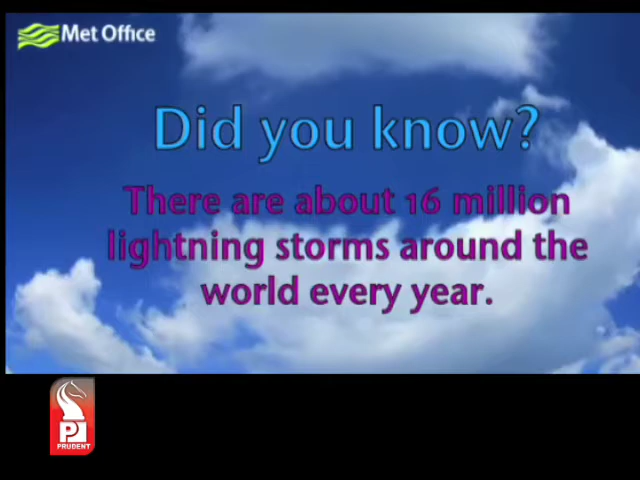 Met Office
Did you know?
There are about 16 million
lightning storms around the
world every year.
P
PRUDENT